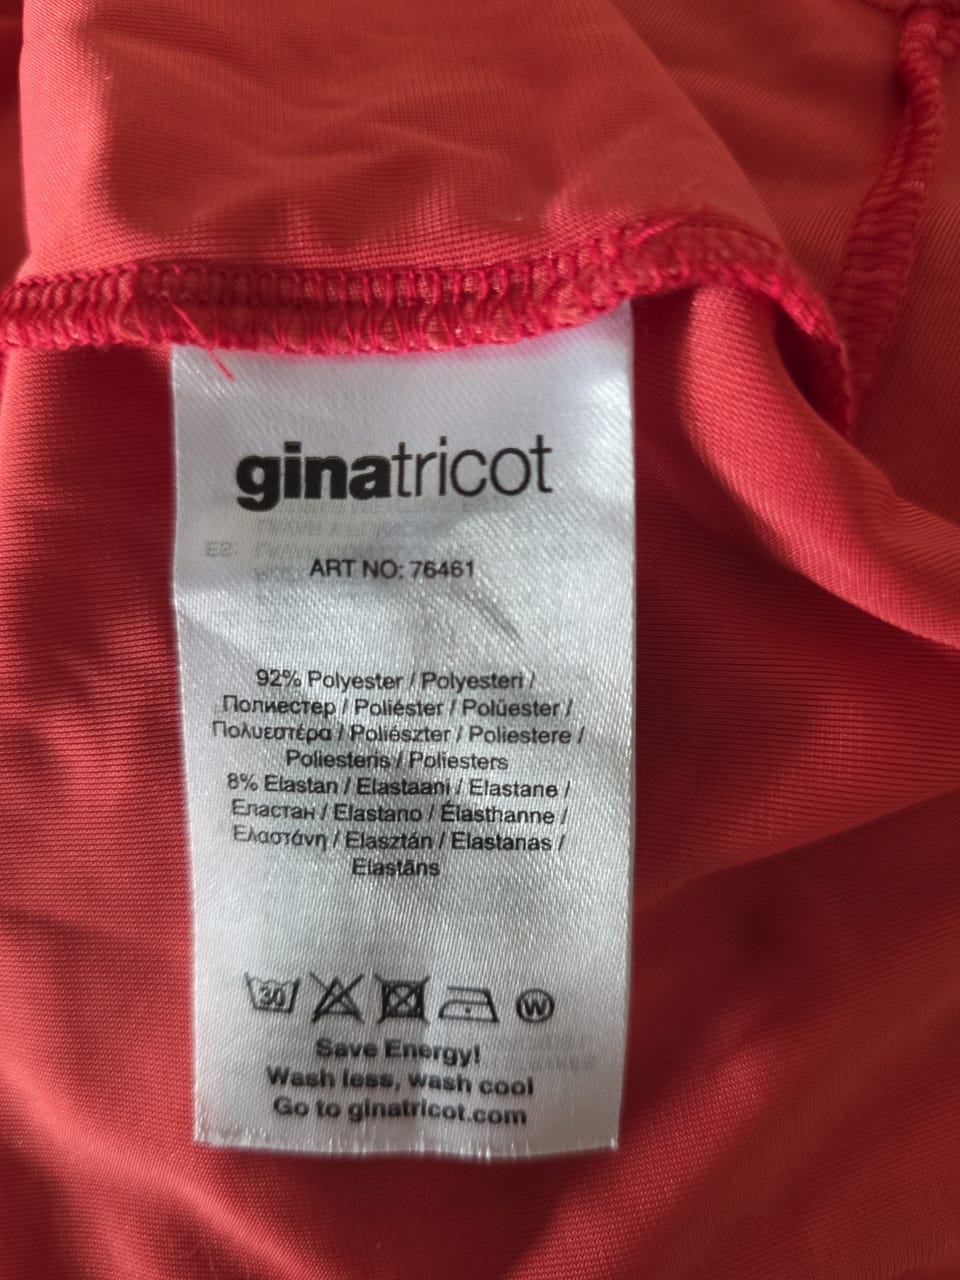 ginatricot
ES:
ART NO: 76461
92% Polyester / Polyesteri /
Полиестер / Poliéster / Polüester /
Πολυεστέρα / Poliészter / Poliestere /
Poliesteris / Poliesters
8% Elastan / Elastaani / Elastane /
Еластан / Elastano / Élasthanne /
Ελαστάνη / Elasztán / Elastanas /
Elastāns
30 W
Save Energy!
Wash less, wash cool
Go to ginatricot.com